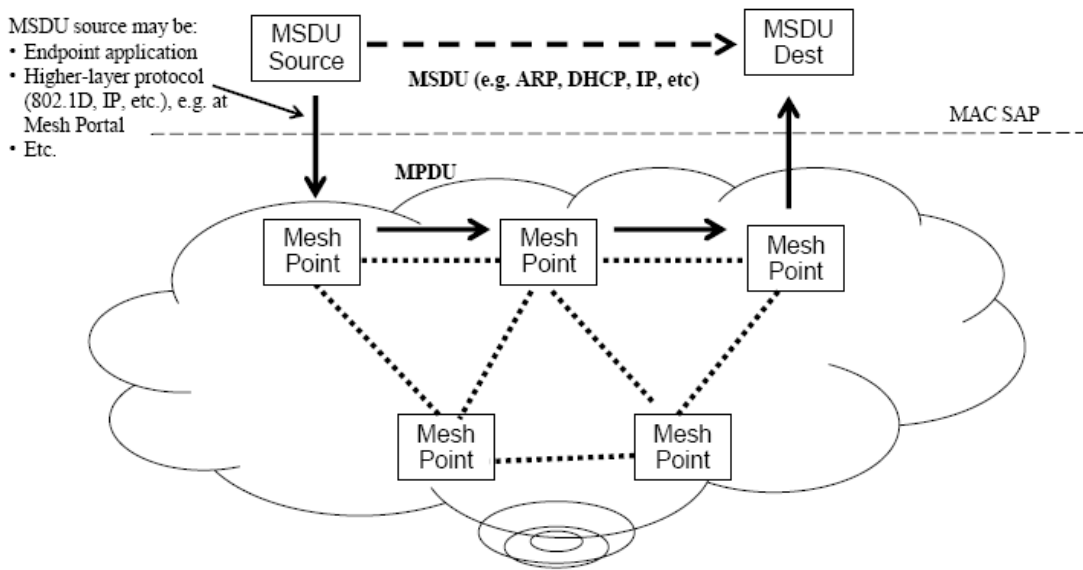 MSDU source may be:
• Endpoint application
• Higher-layer protocol
(802.1D, IP, etc.), e.g. at
Mesh Portal
• Etc.
MSDU
Source
MSDU
Dest
MSDU (e.g. ARP, DHCP, IP, etc)
MAC SAP
MPDU
Mesh
Point
Mesh
Point
Mesh
Point
Mesh
Point
Mesh
Point